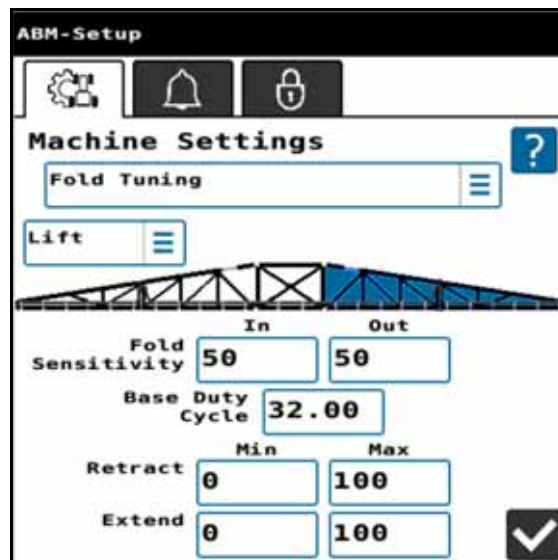 ABM-Setup
Machine Settings
?
Fold Tuning
Lift
In Out
Fold
Sensitivity 50 50
Base Duty
Cycle 32.00
Min Max
Retract 0 100
Extend 0 100